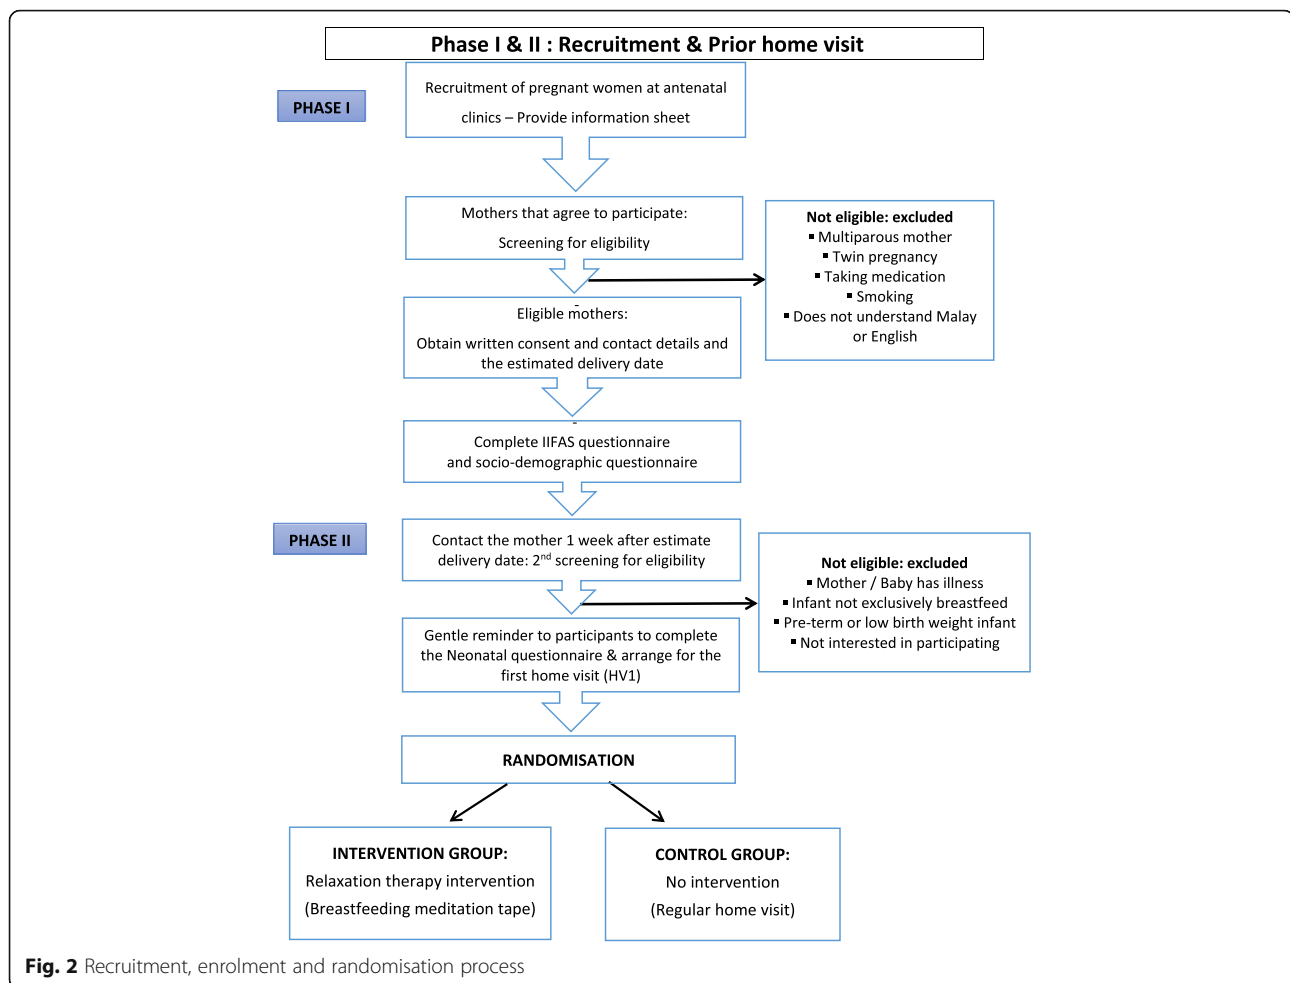 Phase I & II : Recruitment & Prior home visit
PHASE I
Recruitment of pregnant women at antenatal
clinics – Provide information sheet
Mothers that agree to participate:
Screening for eligibility
Not eligible: excluded
▪ Multiparous mother
▪ Twin pregnancy
▪ Taking medication
▪ Smoking
▪ Does not understand Malay
or English
Eligible mothers:
Obtain written consent and contact details and
the estimated delivery date
Complete IIFAS questionnaire
and socio-demographic questionnaire
PHASE II
Contact the mother 1 week after estimate
delivery date: 2nd screening for eligibility
Not eligible: excluded
▪ Mother / Baby has illness
▪ Infant not exclusively breastfeed
▪ Pre-term or low birth weight infant
▪ Not interested in participating
Gentle reminder to participants to complete
the Neonatal questionnaire & arrange for the
first home visit (HV1)
RANDOMISATION
INTERVENTION GROUP:
Relaxation therapy intervention
(Breastfeeding meditation tape)
CONTROL GROUP:
No intervention
(Regular home visit)
Fig. 2 Recruitment, enrolment and randomisation process